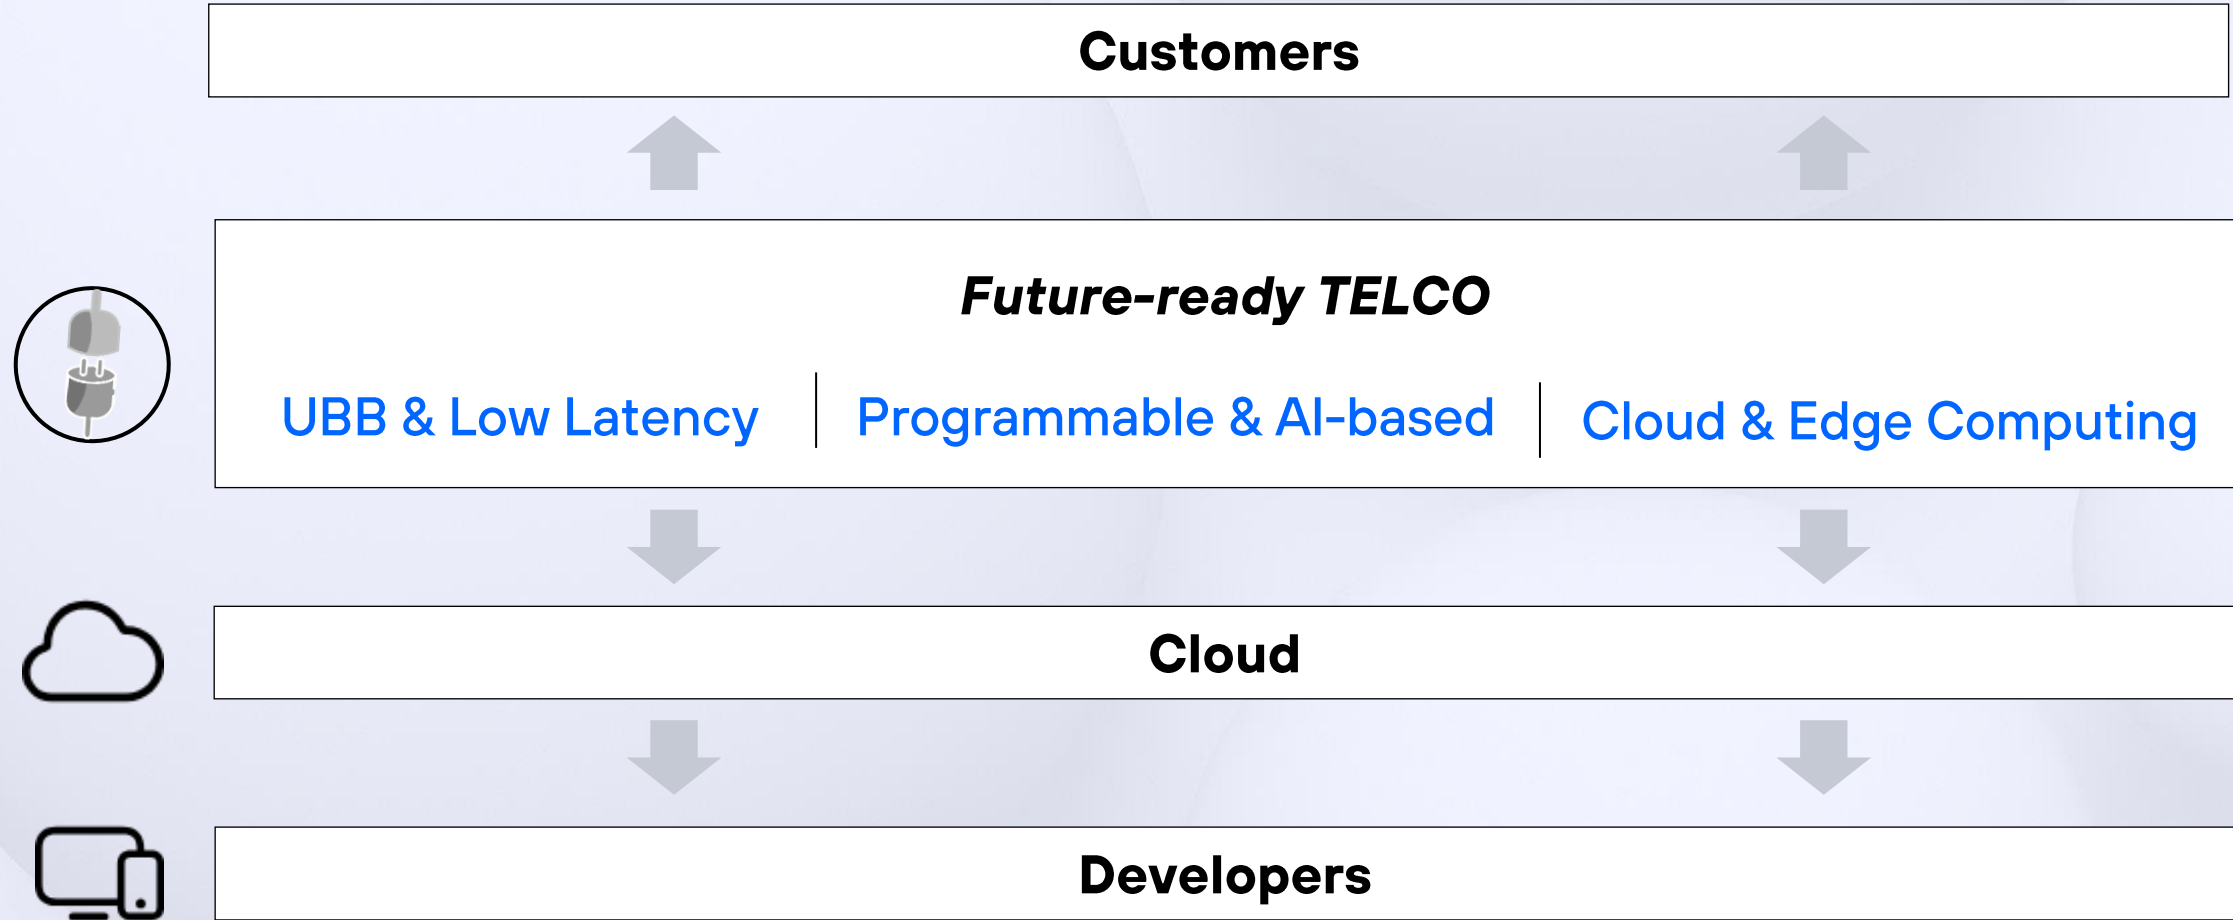 Customers
Future-ready TELCO
UBB & Low Latency
Programmable & AI-based
Cloud & Edge Computing
Cloud
Developers